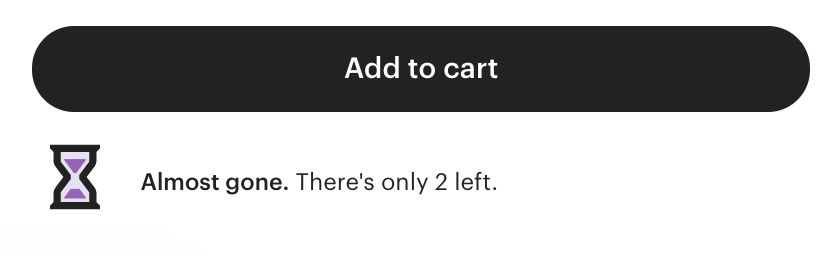 Add to cart
Almost gone. There's only 2 left.